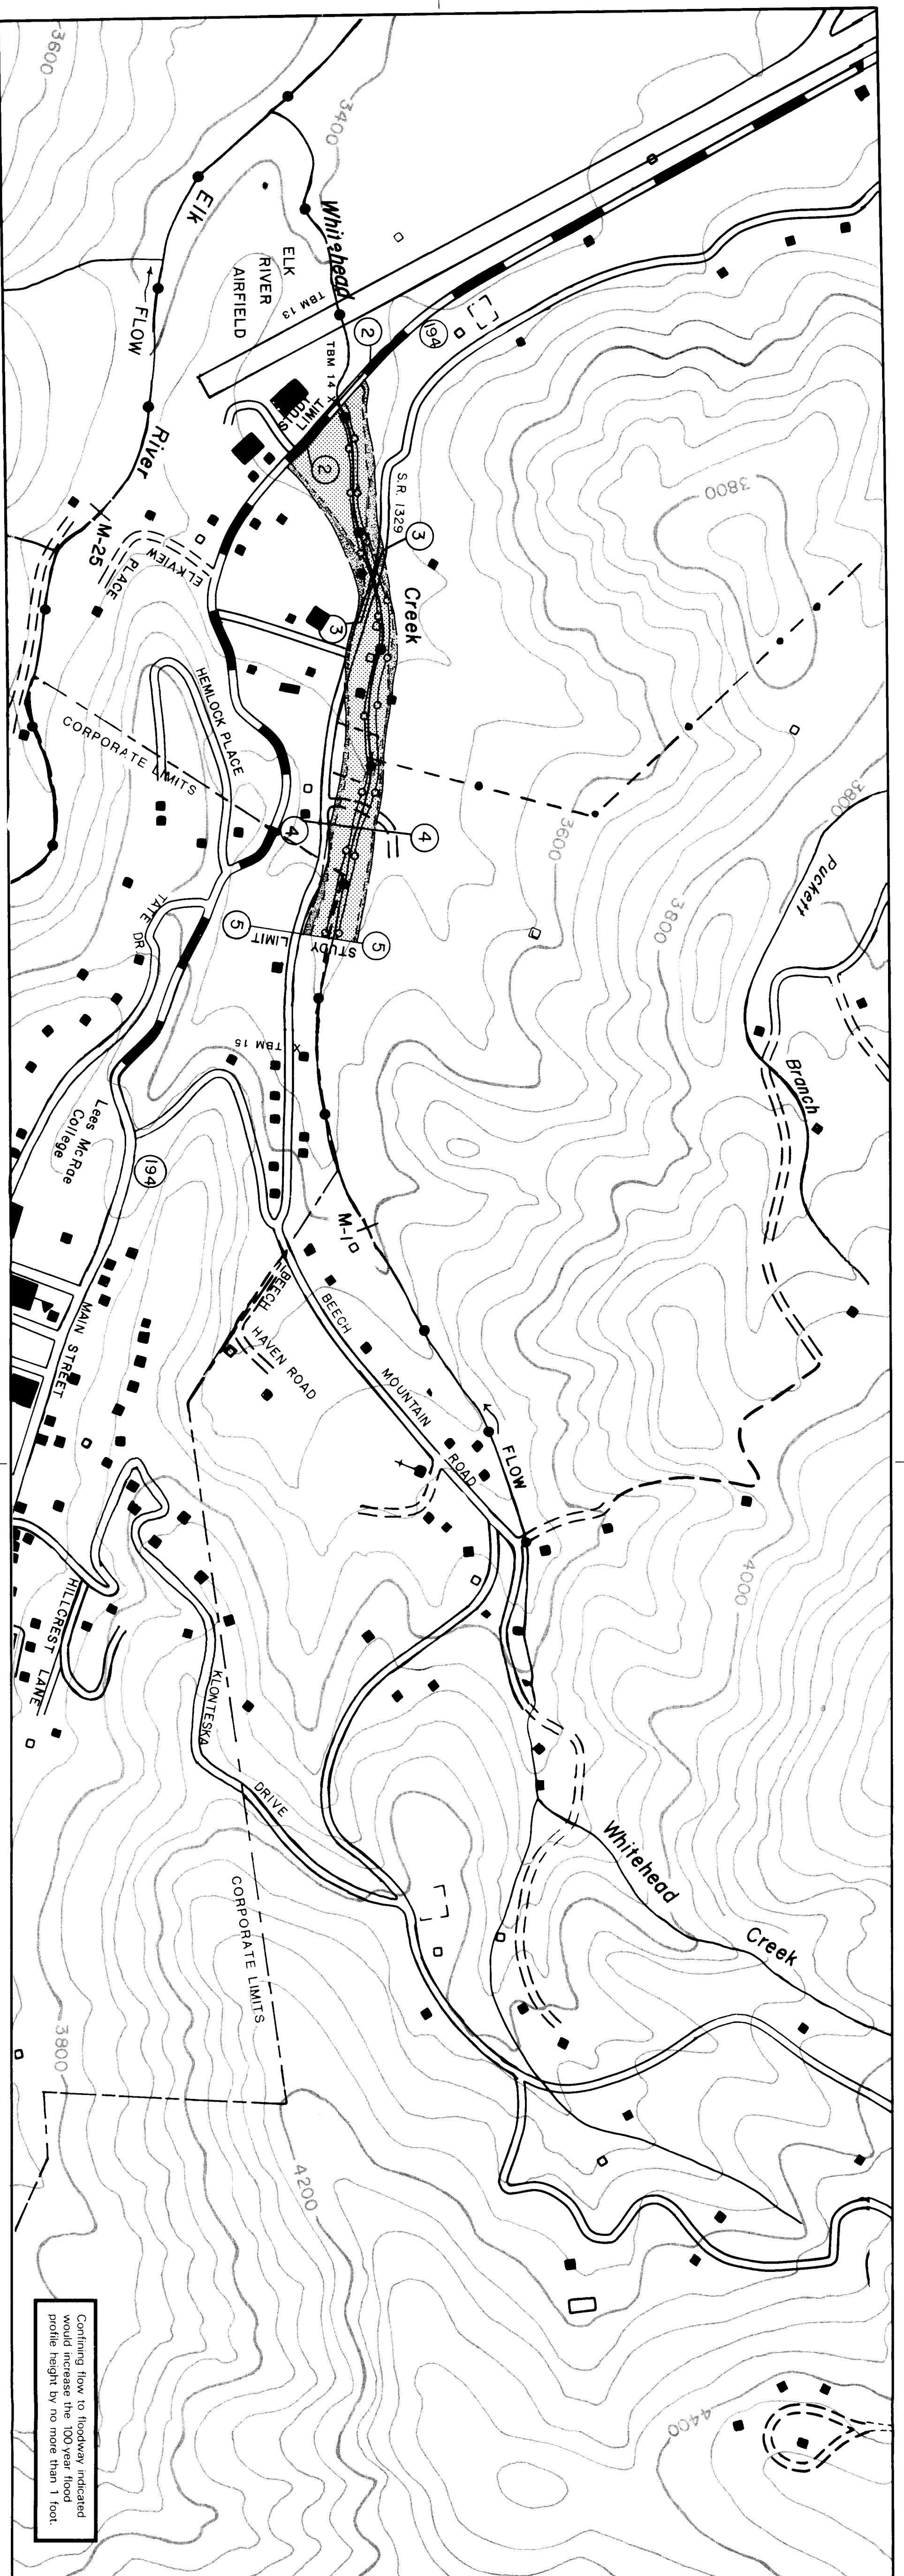 3600
3400
Whitehead
Elk
ELK
RIVER
AIRFIELD
TBM 13
2
194
FLOW
TBM 14 X
STUDY
LIMIT
2
River
S.R. 1329
3800
M-25
ELKVIEW
PLACE
3
Creek
3
HEMLOCK PLACE
CORPORATE LIMITS
3800
3600
4
4
Puckett
3800
TATE
DR.
5
STUDY
LIMIT
5
X TBM 15
Branch
Lees McRae
College
194
M-1
BEECH
HAVEN ROAD
BEECH
MOUNTAIN
ROAD
MAIN STREET
FLOW
4000
HILLCREST LANE
KLONTESKA
DRIVE
Whitehead
Creek
CORPORATE LIMITS
3800
4200
4400
Confining flow to floodway indicated
would increase the 100-year flood
profile height by no more than 1 foot.